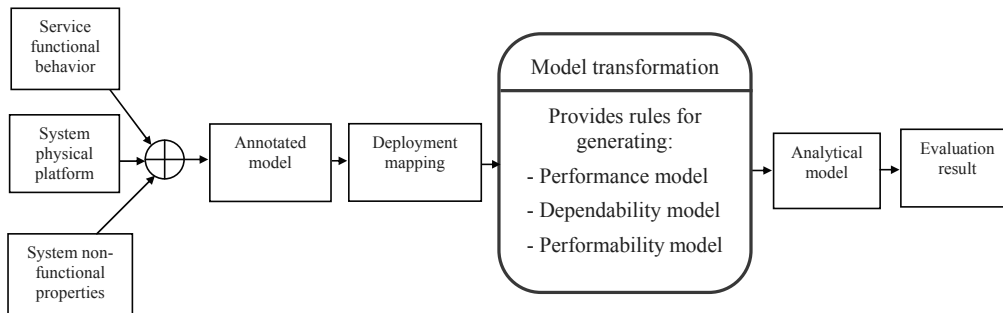 Service
functional
behavior
System
physical
platform
System non-
functional
properties
Annotated
model
Deployment
mapping
Model transformation
Provides rules for
generating:
- Performance model
- Dependability model
- Performability model
Analytical
model
Evaluation
result